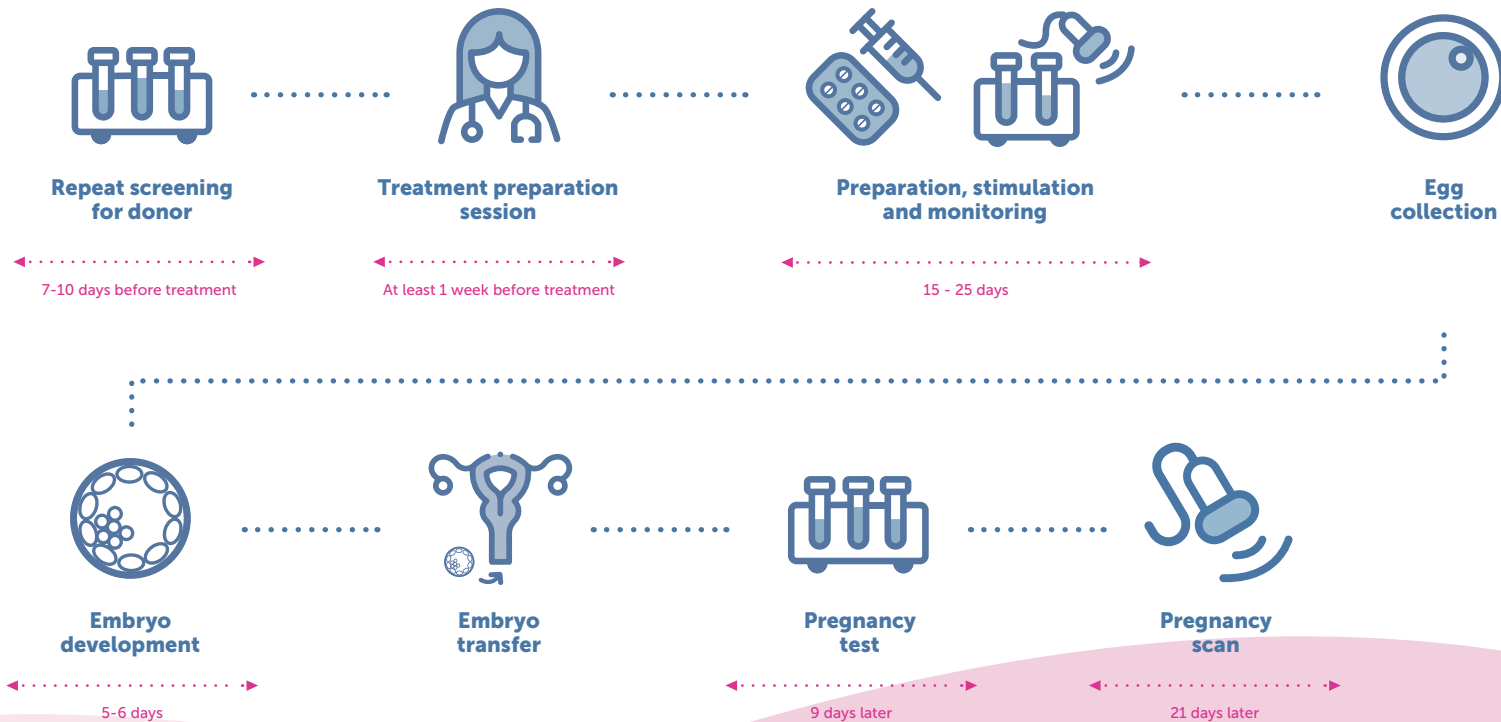 Repeat screening
for donor
7-10 days before treatment
Treatment preparation
session
At least 1 week before treatment
Preparation, stimulation
and monitoring
15 - 25 days
Egg
collection
Embryo
development
5-6 days
Embryo
transfer
Pregnancy
test
9 days later
Pregnancy
scan
21 days later